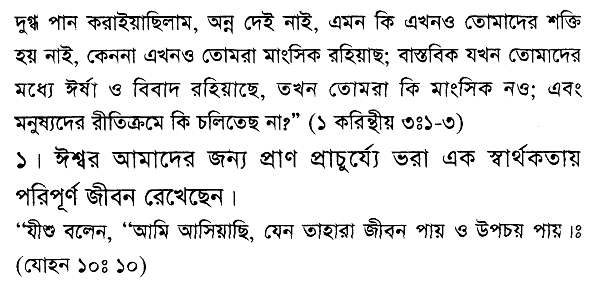 দুগ্ধ পান করাইয়াছিলাম, অন্ন দেই নাই, এমন কি এখনও তোমাদের শক্তি
হয় নাই, কেননা এখনও তোমরা মাংসিক রহিয়াছ; বাস্তবিক যখন তোমাদের
মধ্যে ঈর্ষা ও বিবাদ রহিয়াছে, তখন তোমরা কি মাংসিক নও; এবং
মনুষ্যদের রীতিক্রমে কি চলিতেছ না?” (১ করিন্থীয় ৩ঃ১-৩)
১। ঈশ্বর আমাদের জন্য প্রাণ প্রাচুর্য্যে ভরা এক স্বার্থকতায়
পরিপূর্ণ জীবন রেখেছেন।
“যীশু বলেন, “আমি আসিয়াছি, যেন তাহারা জীবন পায় ও উপচয় পায়।ঃ
(যোহন ১০ঃ ১০)